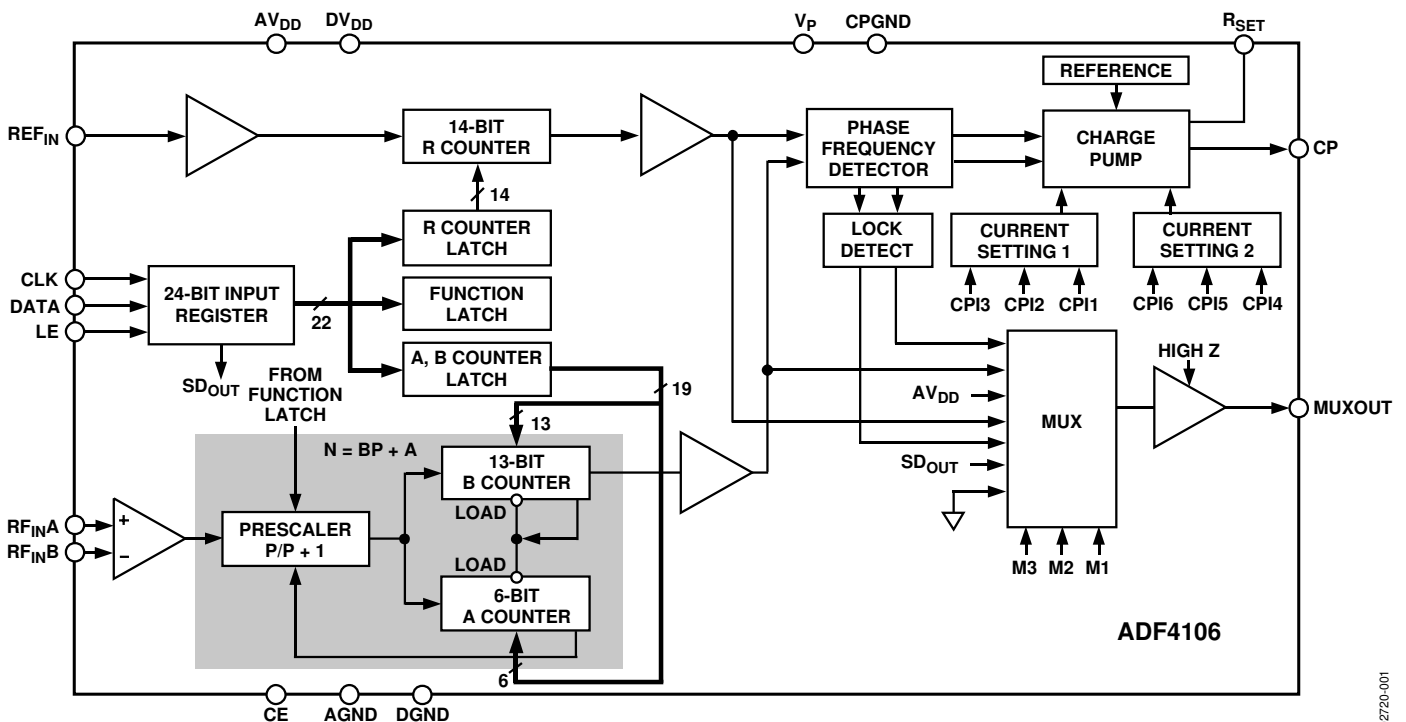 AVDD DVDD VP CPGND RSET
REFERENCE
REFIN
14-BIT
R COUNTER
PHASE
FREQUENCY
DETECTOR
CHARGE
PUMP
CP
14
R COUNTER
LATCH
LOCK
DETECT
CURRENT
SETTING 1
CURRENT
SETTING 2
CLK
DATA
LE
24-BIT INPUT
REGISTER
22
FUNCTION
LATCH
CPI3 CPI2 CPI1 CPI6 CPI5 CPI4
A, B COUNTER
LATCH
SDOUT
FROM
FUNCTION
LATCH
19
13
HIGH Z
AVDD
MUX
MUXOUT
SDOUT
N = BP + A
13-BIT
B COUNTER
LOAD
RFINA
RFINB
+
–
PRESCALER
P/P + 1
LOAD
6-BIT
A COUNTER
M3 M2 M1
6
ADF4106
CE AGND DGND
2720-001